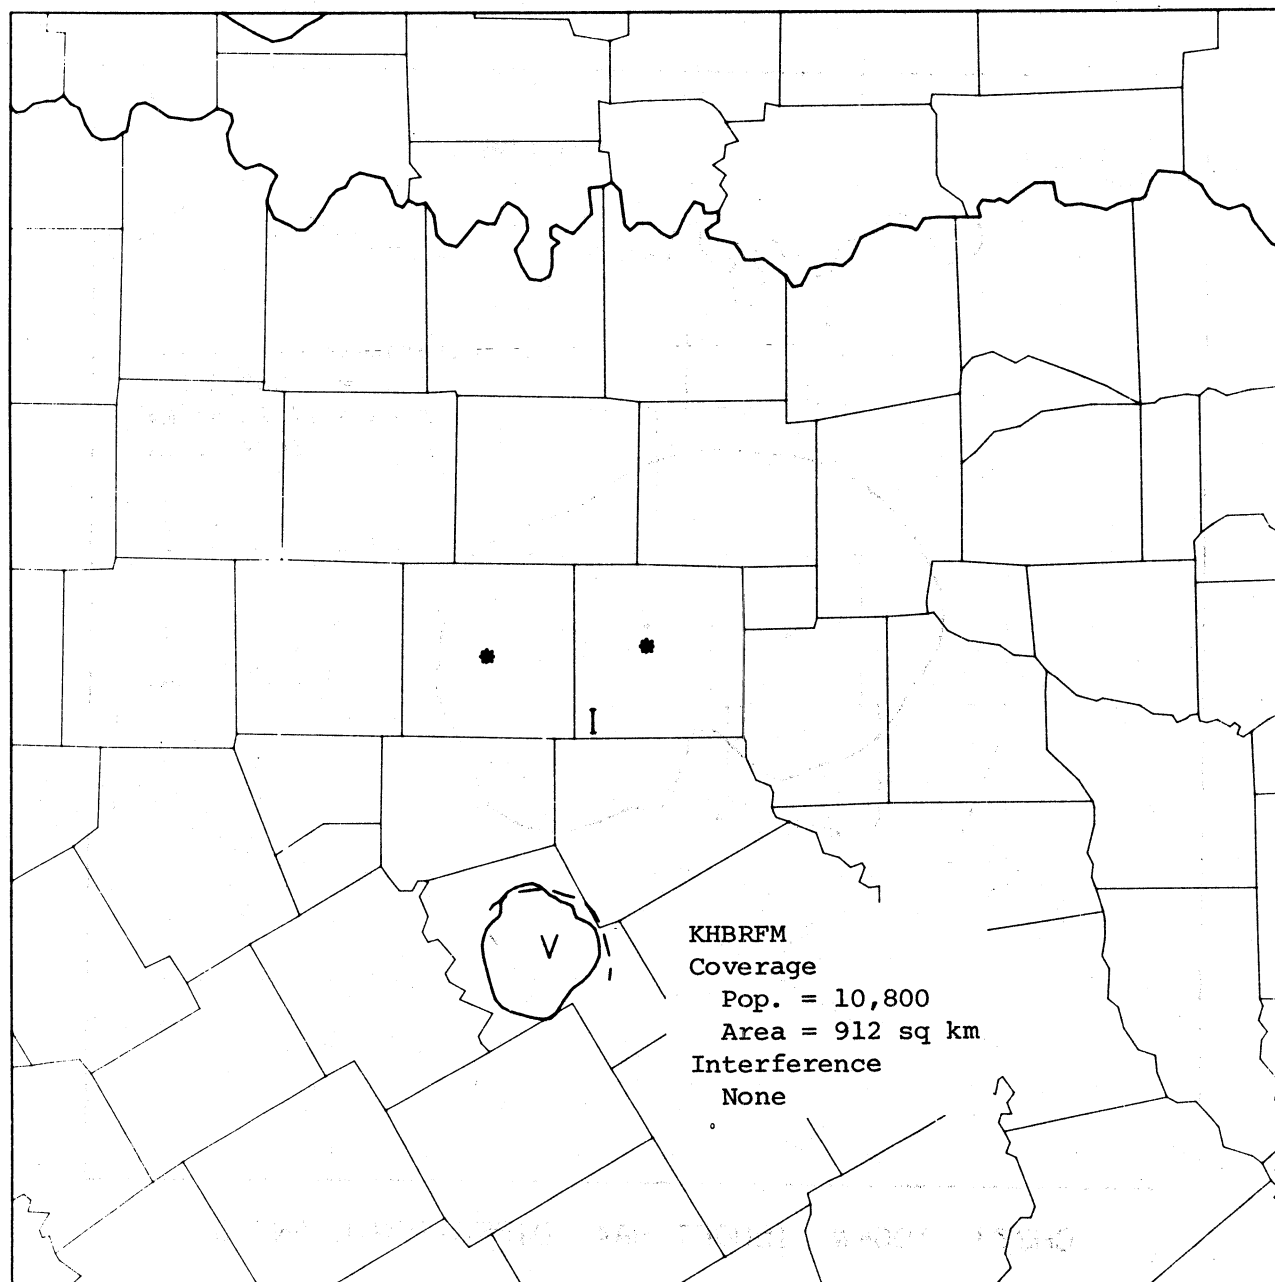 I
V
KHBRFM
Coverage
Pop. = 10,800
Area = 912 sq km
Interference
None